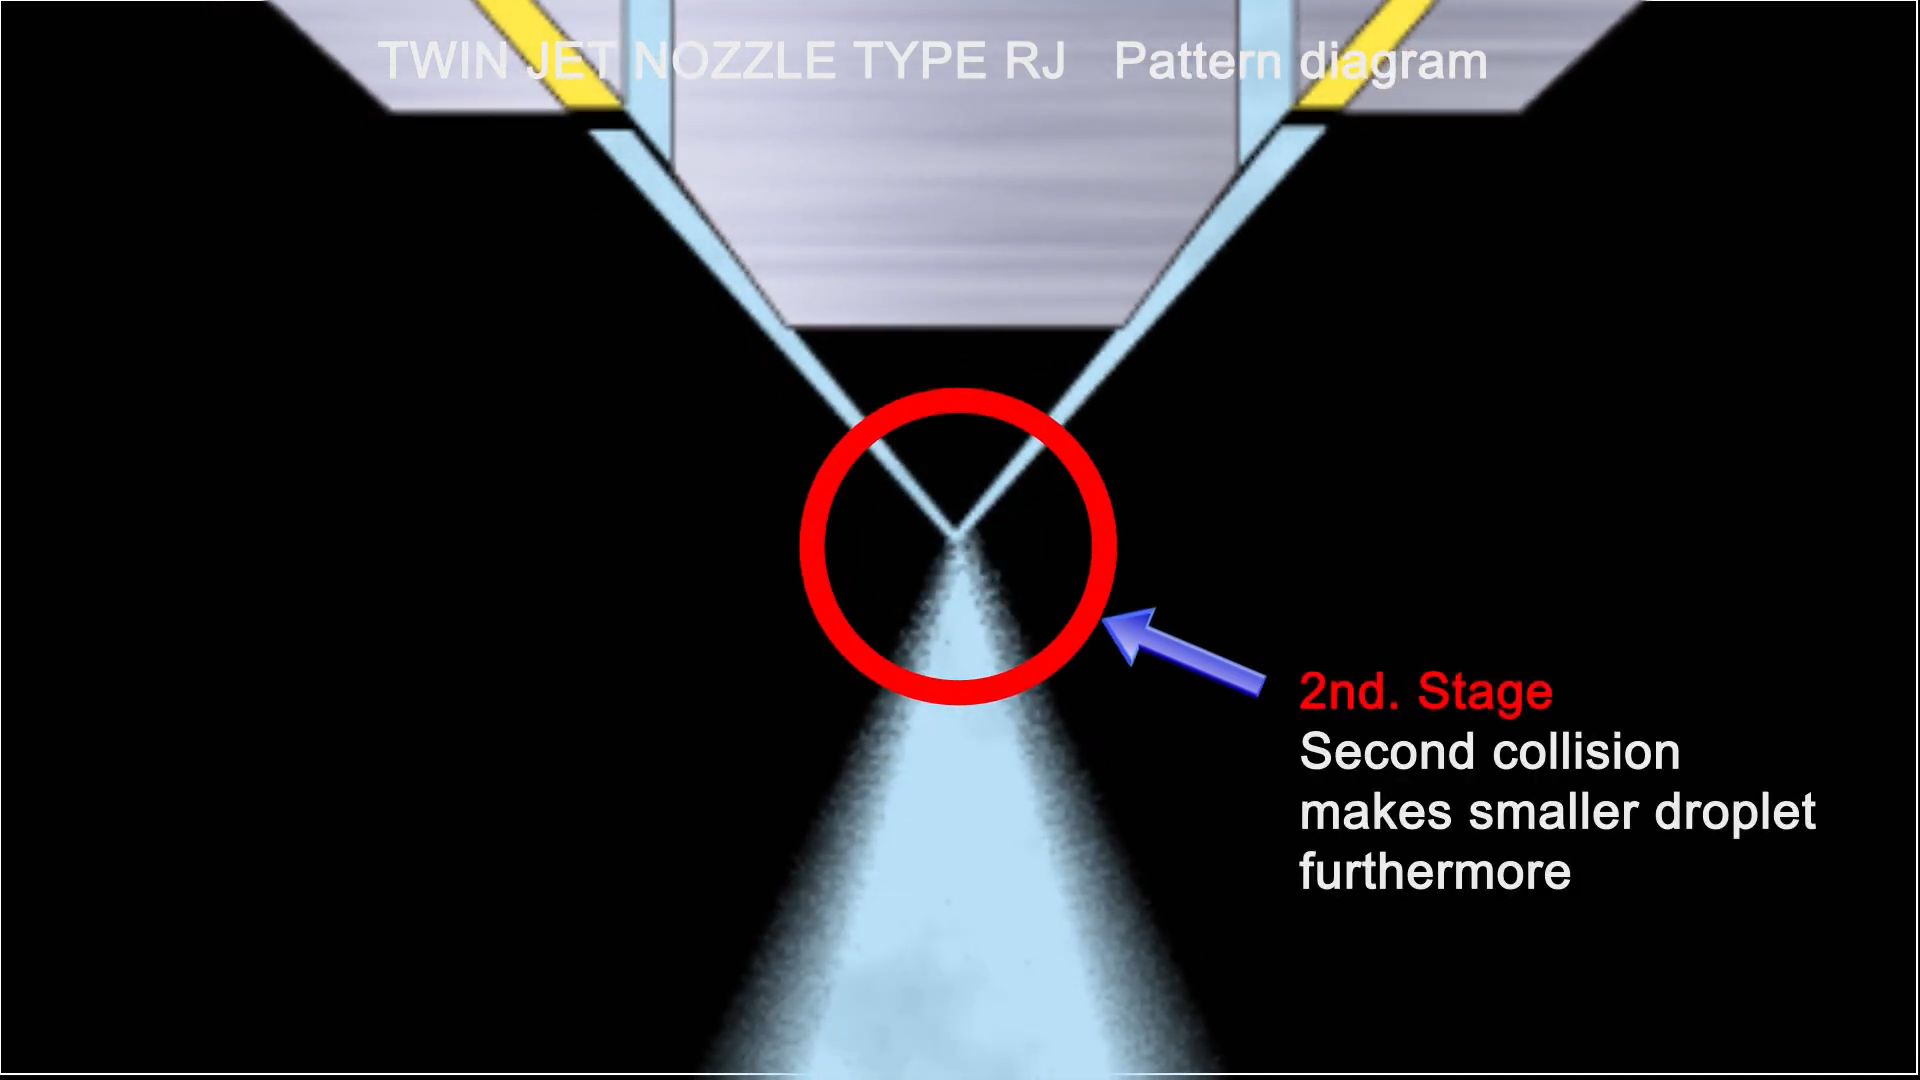 TWIN JET NOZZLE TYPE RJ Pattern diagram
2nd. Stage
Second collision
makes smaller droplet
furthermore